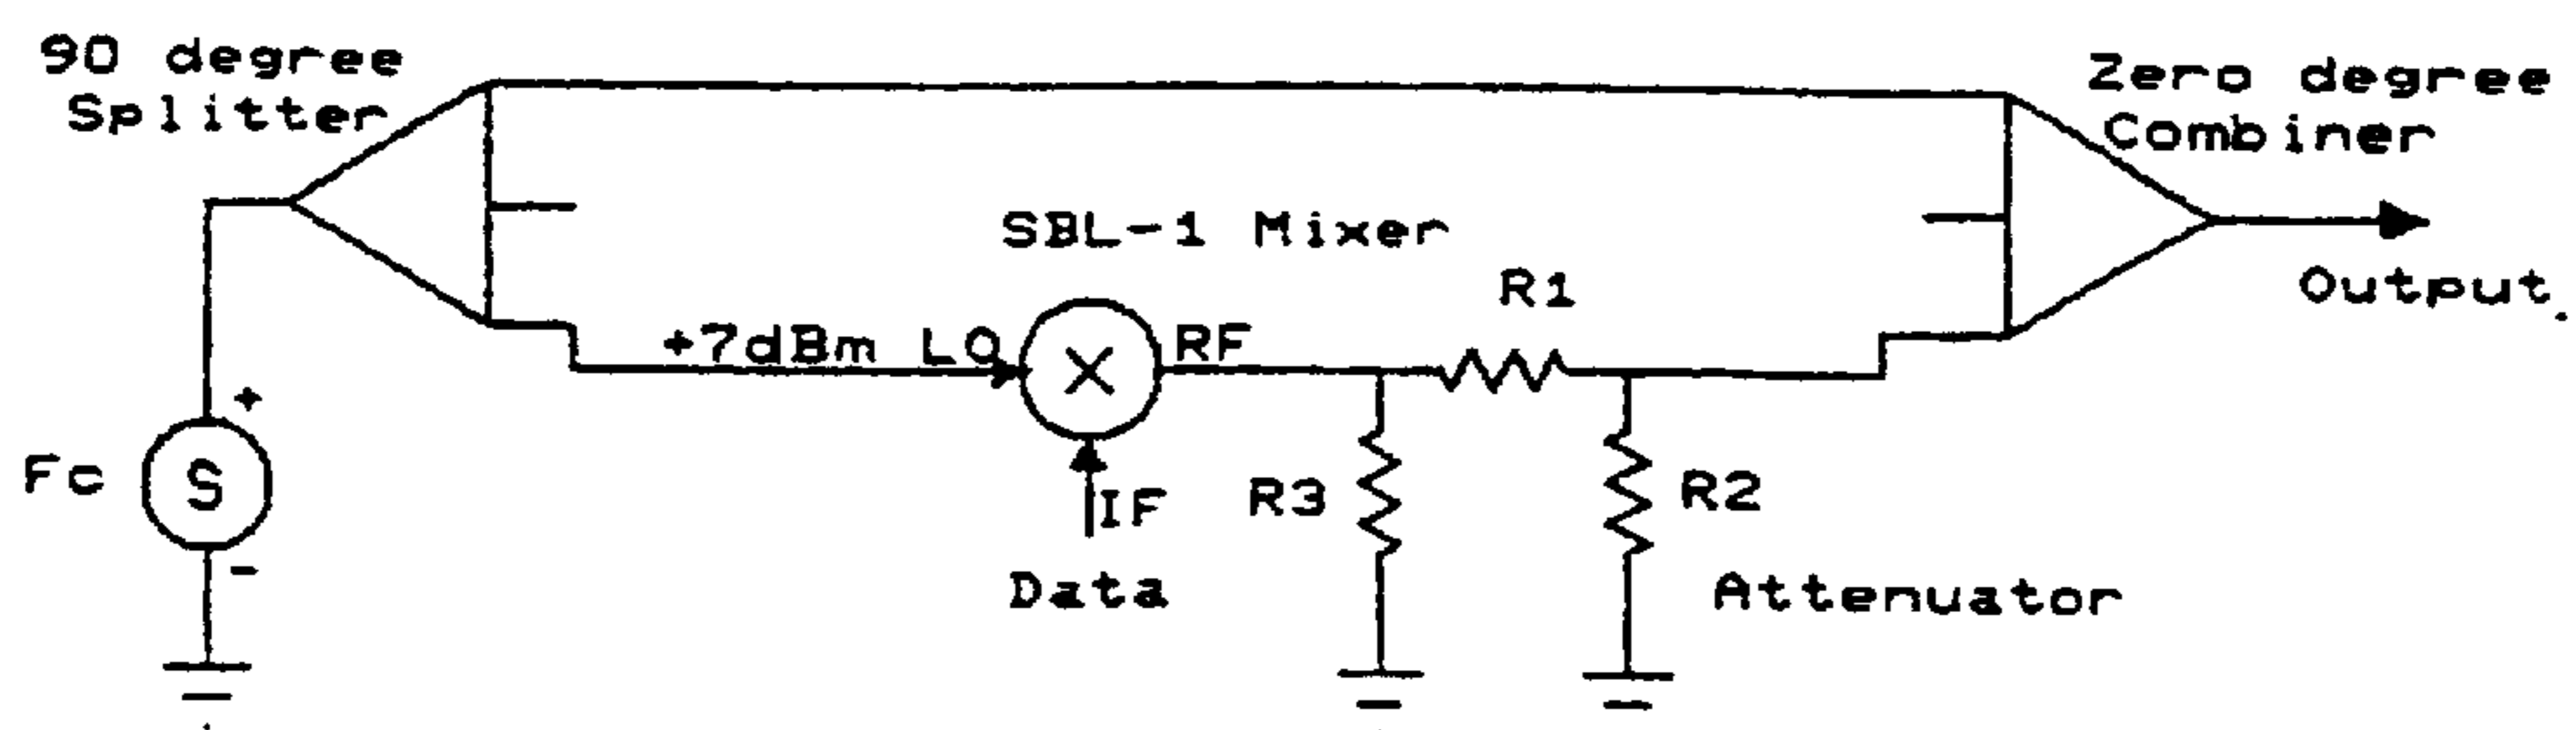 90 degree
Splitter
Zero degree
Combiner
SBL-1 Mixer
R1
Output
+7dBm LO
RF
Fc
+
S
-
X
IF
Data
R3
R2
Attenuator